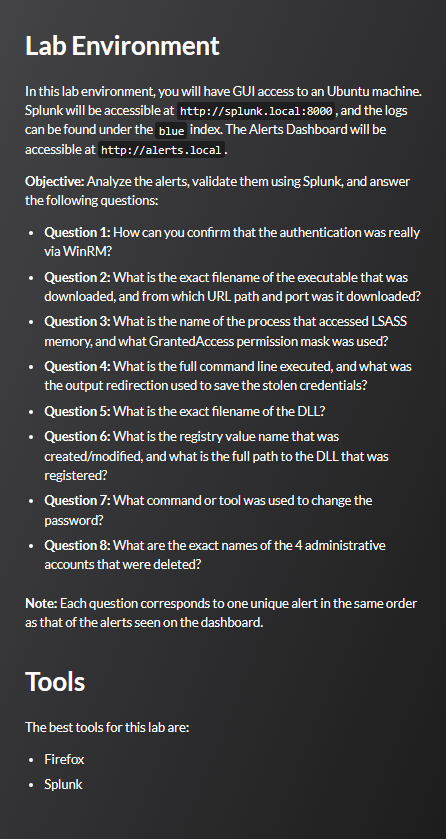 Lab Environment
In this lab environment, you will have GUI access to an Ubuntu machine.
Splunk will be accessible at http://splunk.local:8000, and the logs
can be found under the blue index. The Alerts Dashboard will be
accessible at http://alerts.local.
Objective: Analyze the alerts, validate them using Splunk, and answer
the following questions:
• Question 1: How can you confirm that the authentication was really
via WinRM?
• Question 2: What is the exact filename of the executable that was
downloaded, and from which URL path and port was it downloaded?
• Question 3: What is the name of the process that accessed LSASS
memory, and what GrantedAccess permission mask was used?
• Question 4: What is the full command line executed, and what was
the output redirection used to save the stolen credentials?
• Question 5: What is the exact filename of the DLL?
• Question 6: What is the registry value name that was
created/modified, and what is the full path to the DLL that was
registered?
• Question 7: What command or tool was used to change the
password?
• Question 8: What are the exact names of the 4 administrative
accounts that were deleted?
Note: Each question corresponds to one unique alert in the same order
as that of the alerts seen on the dashboard.
Tools
The best tools for this lab are:
• Firefox
• Splunk